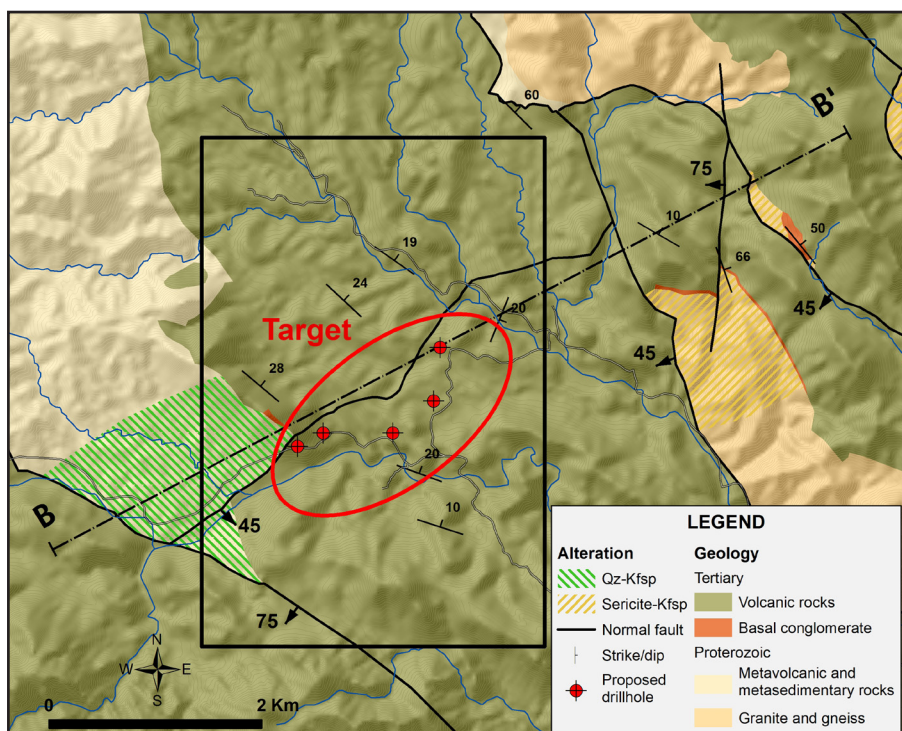 60
B'
75
10
50
19
66
24
20
45
Target
45
28
20
B
45
10
75
N
W E
S
0 2 Km
LEGEND
Alteration
Qz-Kfsp
Sericite-Kfsp
Normal fault
Strike/dip
Proposed
drillhole
Geology
Tertiary
Volcanic rocks
Basal conglomerate
Proterozoic
Metavolcanic and
metasedimentary rocks
Granite and gneiss